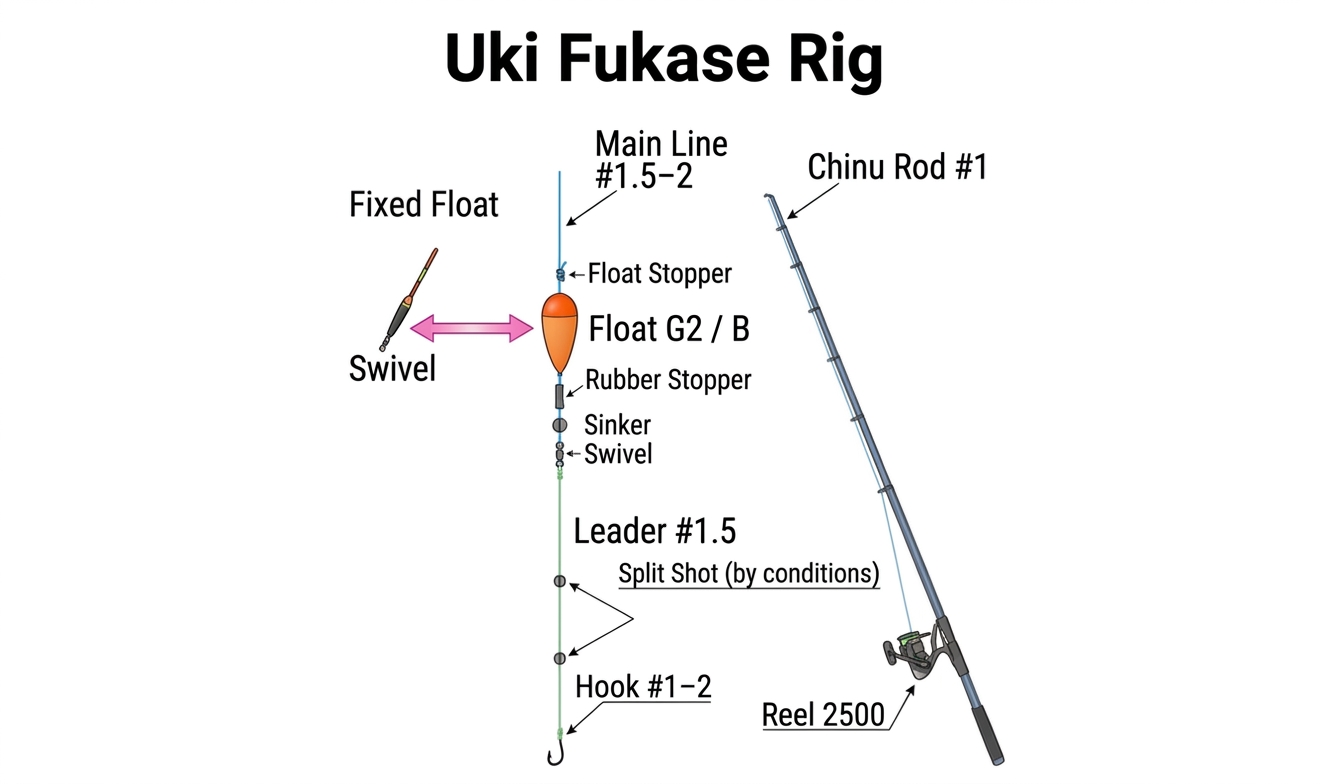 Uki Fukase Rig
Main Line
#1.5–2
Chinu Rod #1
Fixed Float
Float Stopper
Float G2 / B
Swivel
Rubber Stopper
Sinker
Swivel
Leader #1.5
Split Shot (by conditions)
Hook #1–2
Reel 2500